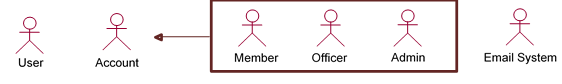 User
Account
Member
Officer
Admin
Email System